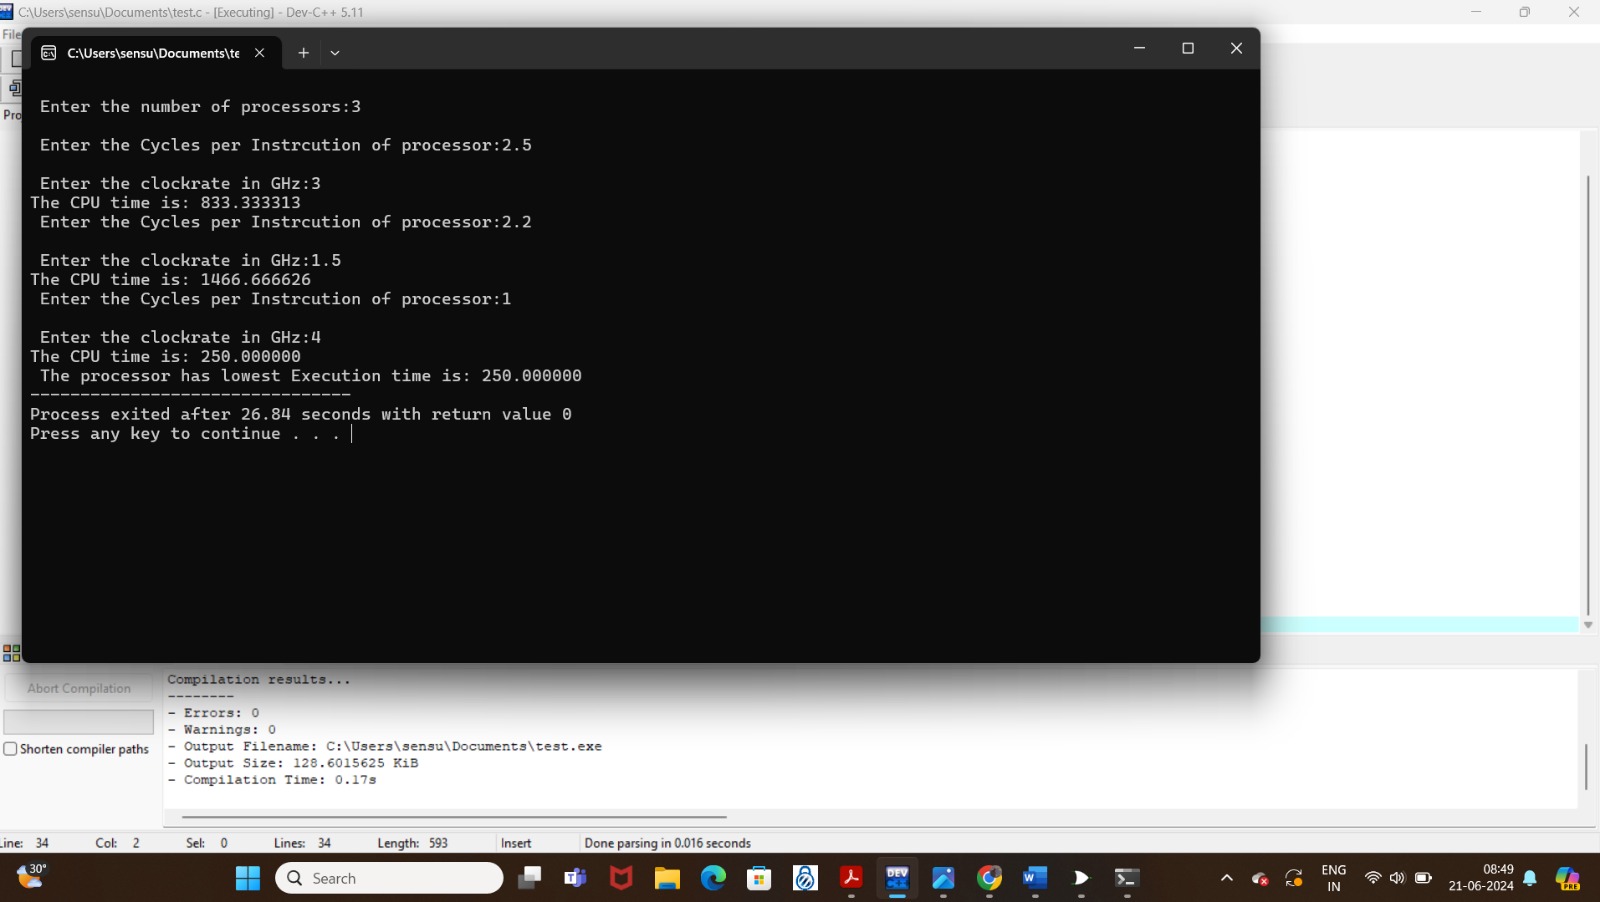 C:\Users\sensu\Documents\test.c - [Executing] - Dev-C++ 5.11
File
C:\Users\sensu\Documents\te
Enter the number of processors:3
Pro
Enter the Cycles per Instrcution of processor:2.5
Enter the clockrate in GHz:3
The CPU time is: 833.333313
Enter the Cycles per Instrcution of processor:2.2
Enter the clockrate in GHz:1.5
The CPU time is: 1466.666626
Enter the Cycles per Instrcution of processor:1
Enter the clockrate in GHz:4
The CPU time is: 250.000000
The processor has lowest Execution time is: 250.000000
--------------------------------
Process exited after 26.84 seconds with return value 0
Press any key to continue . . .
Abort Compilation
Shorten compiler paths
Compilation results...
--------
- Errors: 0
- Warnings: 0
- Output Filename: C:\Users\sensu\Documents\test.exe
- Output Size: 128.6015625 KiB
- Compilation Time: 0.17s
Line: 34 Col: 2 Sel: 0 Lines: 34 Length: 593 Insert Done parsing in 0.016 seconds
30°
Search
DEV
ENG
IN
08:49
21-06-2024
PRE